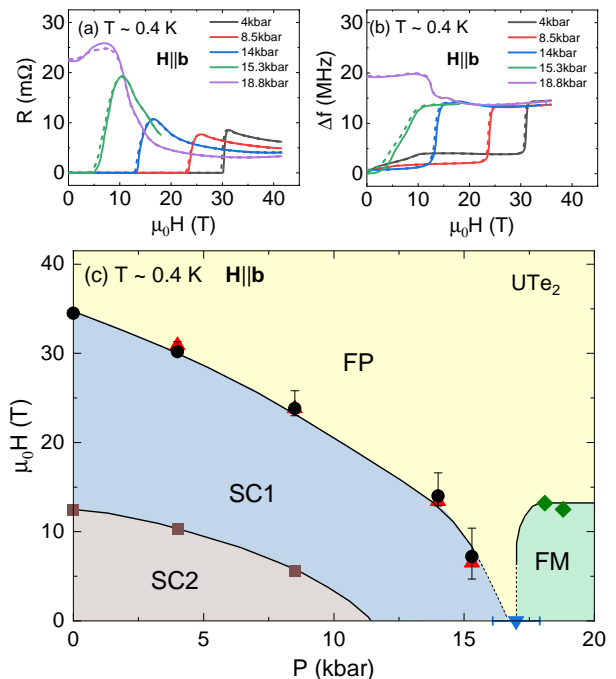 (a) T ~ 0.4 K
H||b
4kbar
8.5kbar
14kbar
15.3kbar
18.8kbar
R (mΩ)
30
20
10
0
0 10 20 30 40
μ₀H (T)
(b) T ~ 0.4 K
H||b
4kbar
8.5kbar
14kbar
15.3kbar
18.8kbar
Δf (MHz)
30
20
10
0
0 10 20 30 40
μ₀H (T)
(c) T ~ 0.4 K H||b
UTe₂
FP
SC1
SC2
FM
μ₀H (T)
40
30
20
10
0
0 5 10 15 20
P (kbar)